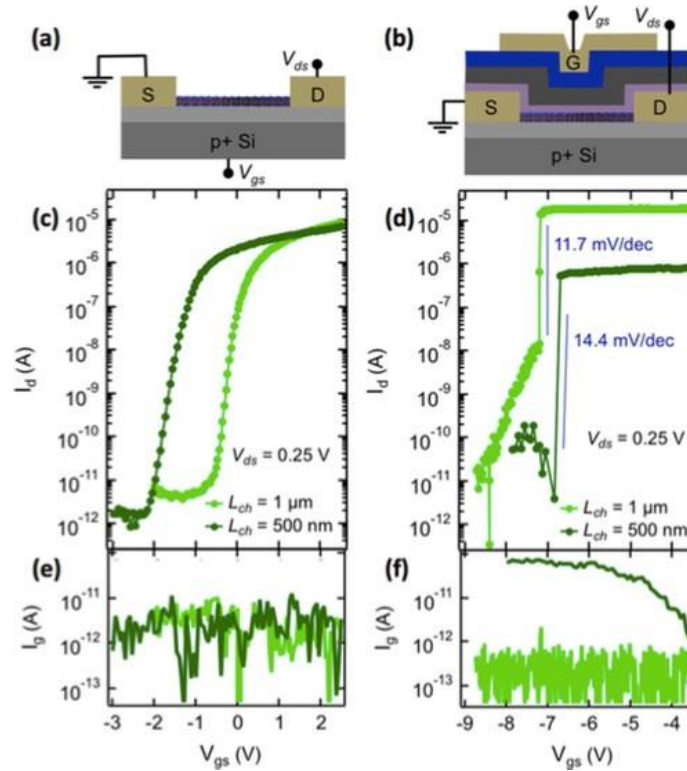 (a)
V_ds
S
D
p+ Si
V_gs
(b)
V_gs
V_ds
G
S
D
p+ Si
(c)
10^-5
10^-6
10^-7
10^-8
10^-9
10^-10
10^-11
10^-12
I_d (A)
V_ds = 0.25 V
L_ch = 1 μm
L_ch = 500 nm
(d)
10^-5
10^-6
10^-7
10^-8
10^-9
10^-10
10^-11
10^-12
I_d (A)
11.7 mV/dec
14.4 mV/dec
V_ds = 0.25 V
L_ch = 1 μm
L_ch = 500 nm
(e)
10^-11
10^-12
10^-13
I_g (A)
-3 -2 -1 0 1 2
V_gs (V)
(f)
10^-11
10^-12
10^-13
I_g (A)
-9 -8 -7 -6 -5 -4
V_gs (V)